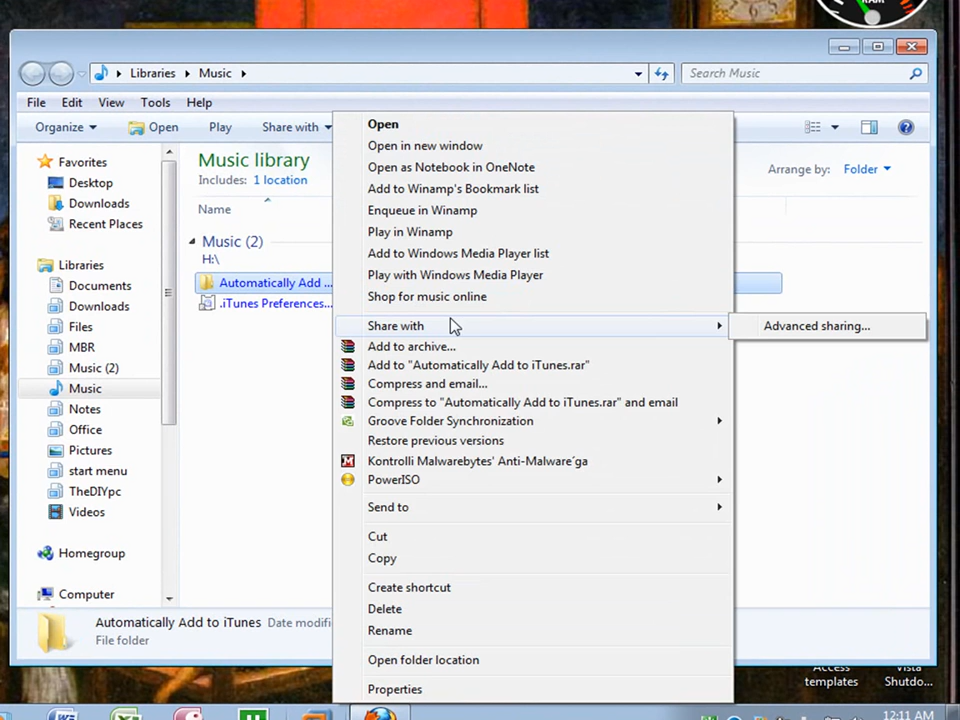 Libraries Music
Search Music
File Edit View Tools Help
Organize Open Play Share with
Favorites
Desktop
Downloads
Recent Places
Libraries
Documents
Downloads
Files
MBR
Music (2)
Music
Notes
Office
Pictures
start menu
TheDIYpc
Videos
Homegroup
Computer
Music library
Includes: 1 location
Arrange by: Folder
Name
Music (2)
H:\
Automatically Add ...
.iTunes Preferences...
Open
Open in new window
Open as Notebook in OneNote
Add to Winamp's Bookmark list
Enqueue in Winamp
Play in Winamp
Add to Windows Media Player list
Play with Windows Media Player
Shop for music online
Share with
Advanced sharing...
Add to archive...
Add to "Automatically Add to iTunes.rar"
Compress and email...
Compress to "Automatically Add to iTunes.rar" and email
Groove Folder Synchronization
Restore previous versions
Kontrolli Malwarebytes' Anti-Malware´ga
PowerISO
Send to
Cut
Copy
Create shortcut
Delete
Rename
Open folder location
Properties
Automatically Add to iTunes Date modifi
File folder
Access
templates
Vista
Shutdo...
12:11 AM